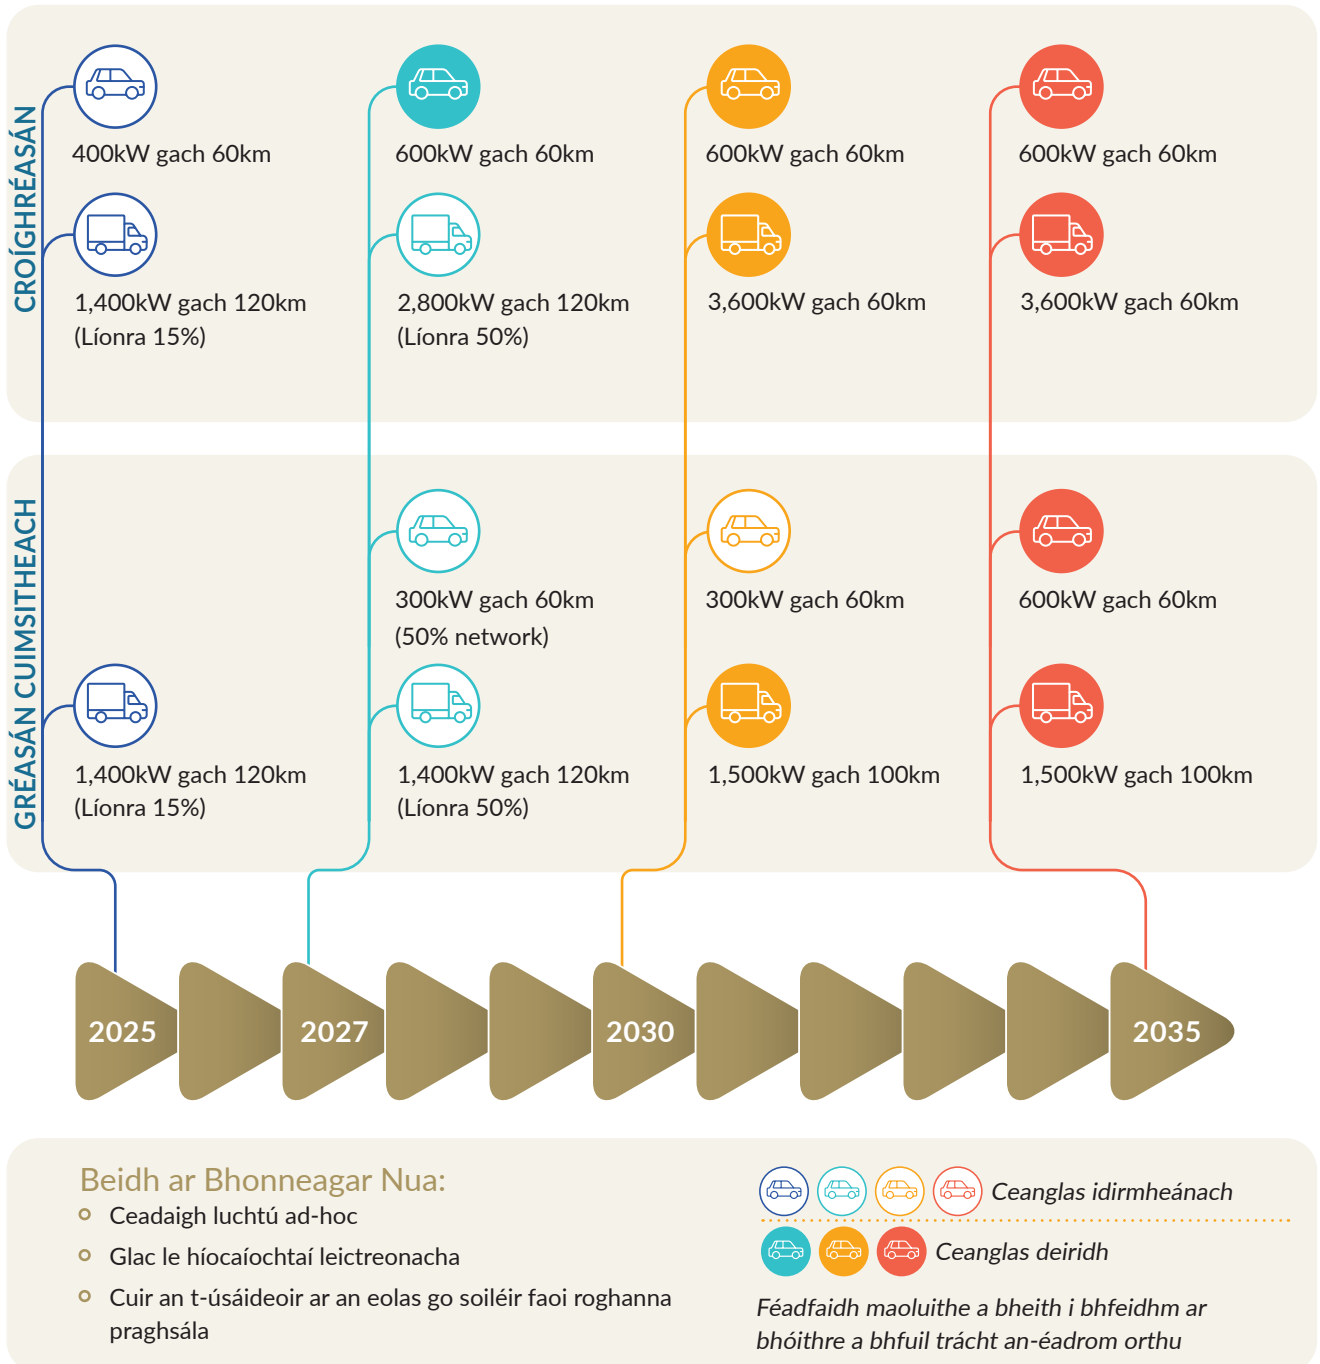 CROÍGHRÉASÁN
400kW gach 60km
600kW gach 60km
600kW gach 60km
600kW gach 60km
1,400kW gach 120km
(Líonra 15%)
2,800kW gach 120km
(Líonra 50%)
3,600kW gach 60km
3,600kW gach 60km
GRÉASÁN CUIMSITHEACH
300kW gach 60km
(50% network)
300kW gach 60km
600kW gach 60km
1,400kW gach 120km
(Líonra 15%)
1,400kW gach 120km
(Líonra 50%)
1,500kW gach 100km
1,500kW gach 100km
2025
2027
2030
2035
Beidh ar Bhonneagar Nua:
Ceadaigh luchtú ad-hoc
Glac le híocaíochtaí leictreonacha
Cuir an t-úsáideoir ar an eolas go soiléir faoi roghanna
praghsála
Ceanglas idirmheánach
Ceanglas deiridh
Féadfaidh maoluithe a bheith i bhfeidhm ar
bhóithre a bhfuil trácht an-éadrom orthu